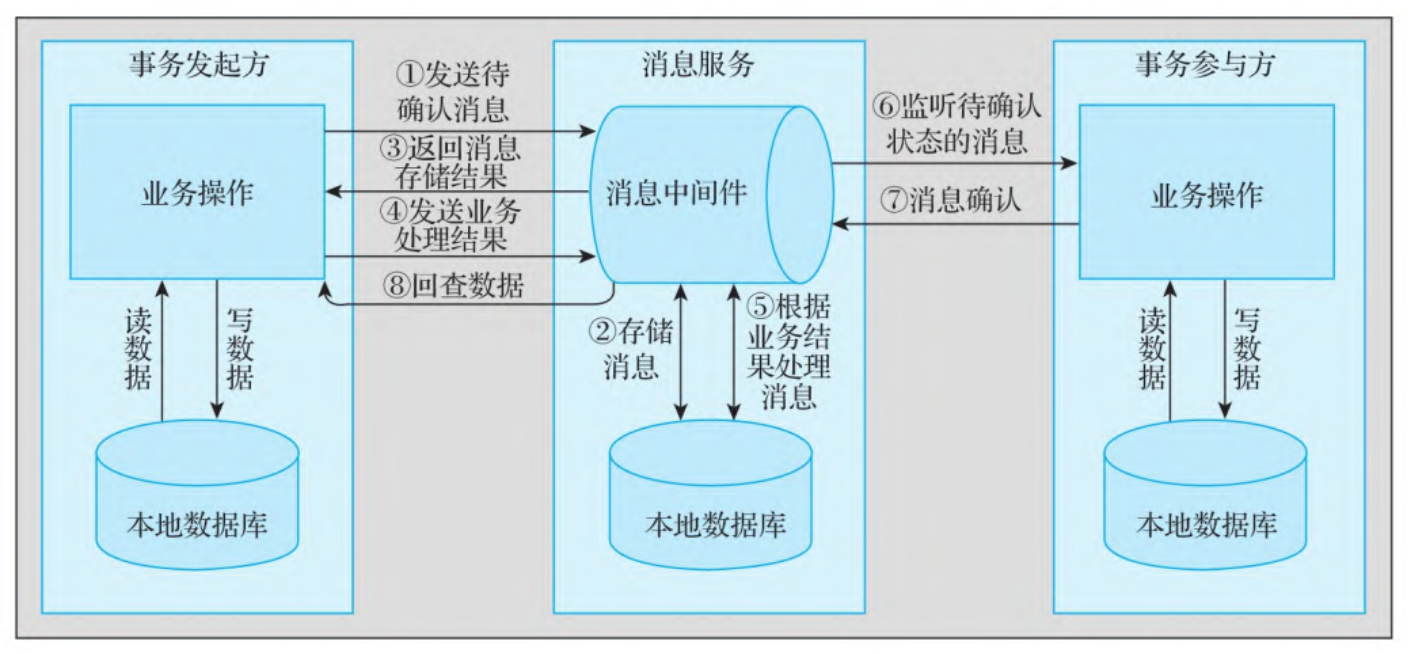 事务发起方
业务操作
读数据
写数据
本地数据库
①发送待
确认消息
③返回消息
存储结果
④发送业务
处理结果
⑧回查数据
消息服务
消息中间件
②存储
消息
⑤根据
业务结
果处理
消息
本地数据库
⑥监听待确认
状态的消息
⑦消息确认
事务参与方
业务操作
读数据
写数据
本地数据库